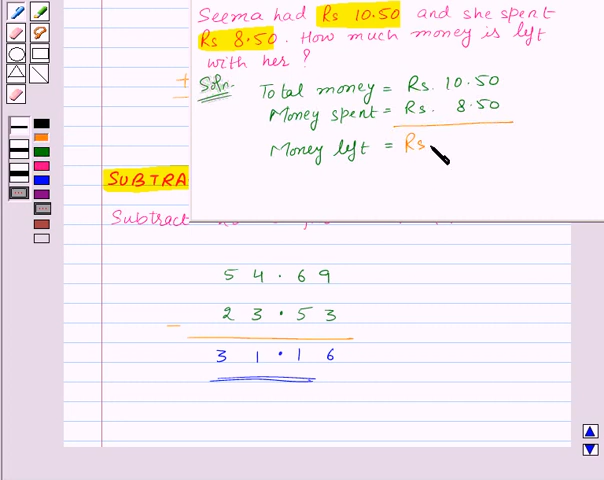 Seema had Rs 10.50 and she spent
Rs 8.50. How much money is left
with her ?
Soln.
Total money = Rs. 10.50
Money spent = Rs. 8.50
Money left = Rs
+
SUBTRA
Subtract
5 4 . 6 9
- 2 3 . 5 3
3 1 . 1 6